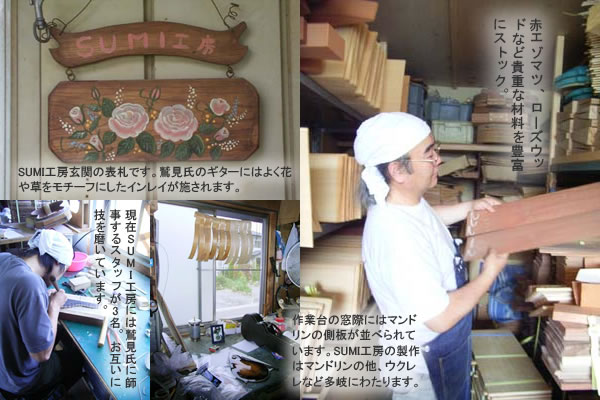 SUMI工房
SUMI工房玄関の表札です。鷲見氏のギターにはよく花
や草をモチーフにしたインレイが施されます。
赤エゾマツ、ローズウッ
ドなど貴重な材料を豊富
にストック。
現在SUMI工房には鷲見氏に師
事するスタッフが3名。お互いに
技を磨いています。
作業台の窓際にはマンド
リンの側板が並べられて
います。SUMI工房の製作
はマンドリンの他、ウクレ
レなど多岐にわたります。